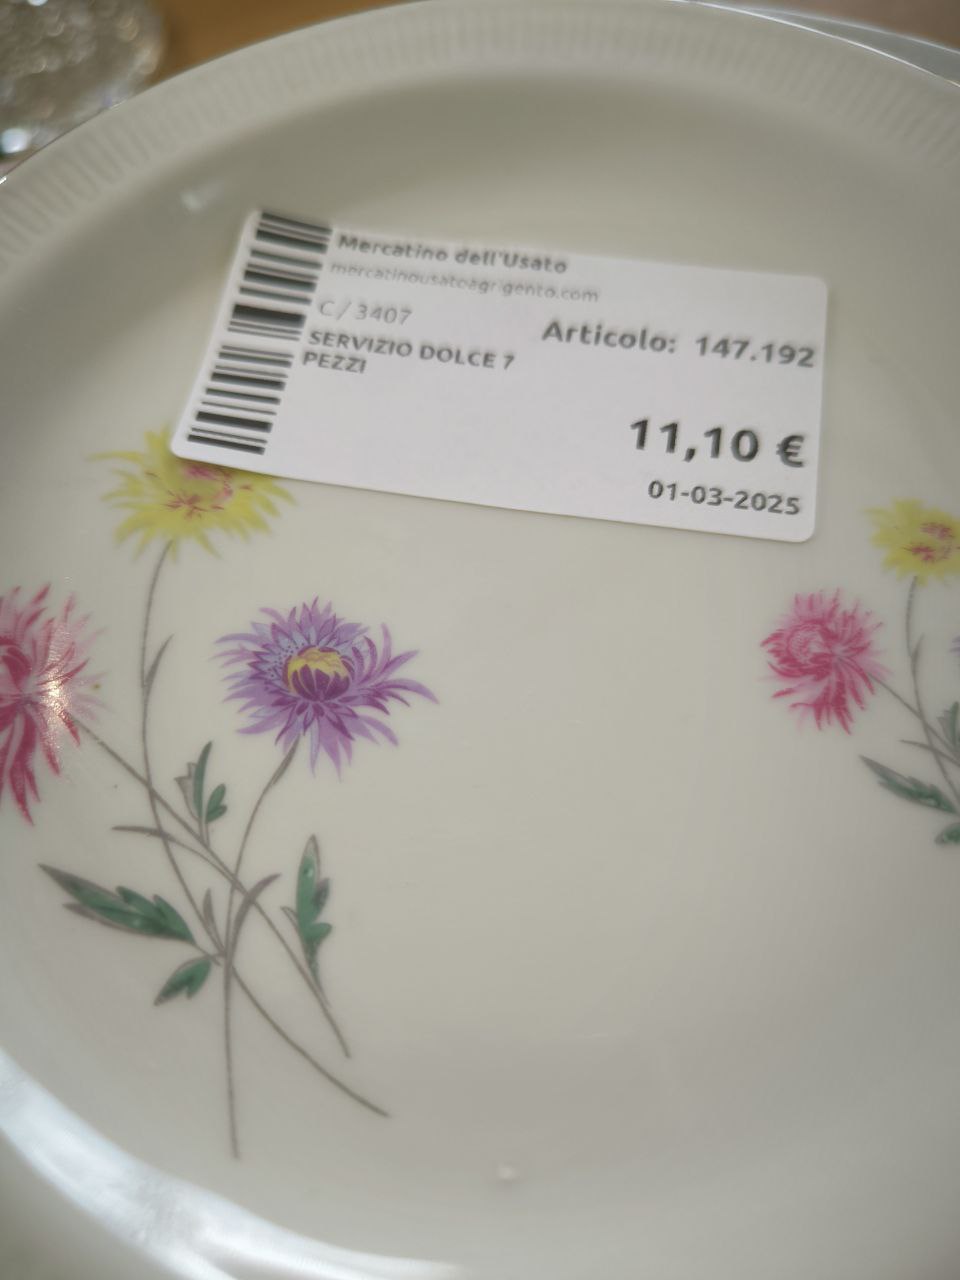 Mercatino dell'Usato
mercatinousatoagrigento.com
C / 3407
Articolo: 147.192
SERVIZIO DOLCE 7
PEZZI
11,10 €
01-03-2025